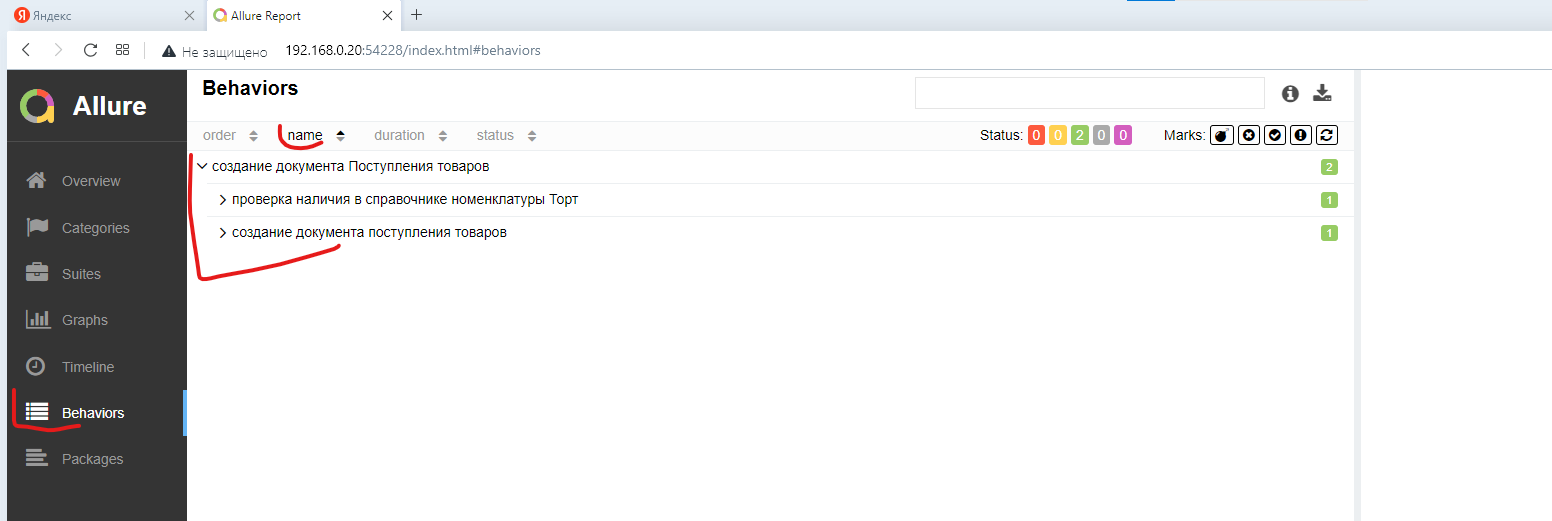 Яндекс
Allure Report
Не защищено 192.168.0.20:54228/index.html#behaviors
Allure
Overview
Categories
Suites
Graphs
Timeline
Behaviors
Packages
Behaviors
order name duration status Status: 0 0 2 0 0 Marks:
создание документа Поступления товаров 2
проверка наличия в справочнике номенклатуры Торт 1
создание документа поступления товаров 1